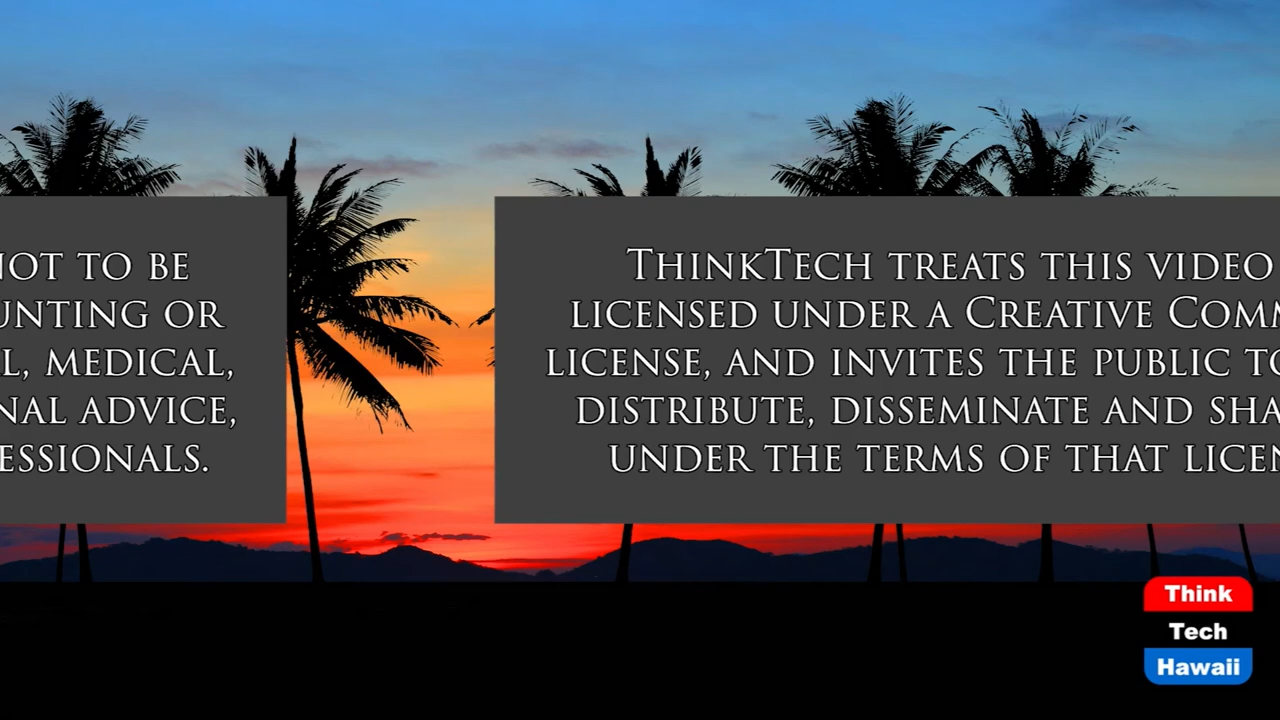 NOT TO BE
UNTING OR
L, MEDICAL,
NAL ADVICE,
ESSIONALS.
THINKTECH TREATS THIS VIDEO
LICENSED UNDER A CREATIVE COMM
LICENSE, AND INVITES THE PUBLIC TO
DISTRIBUTE, DISSEMINATE AND SHA
UNDER THE TERMS OF THAT LICEN
Think
Tech
Hawaii